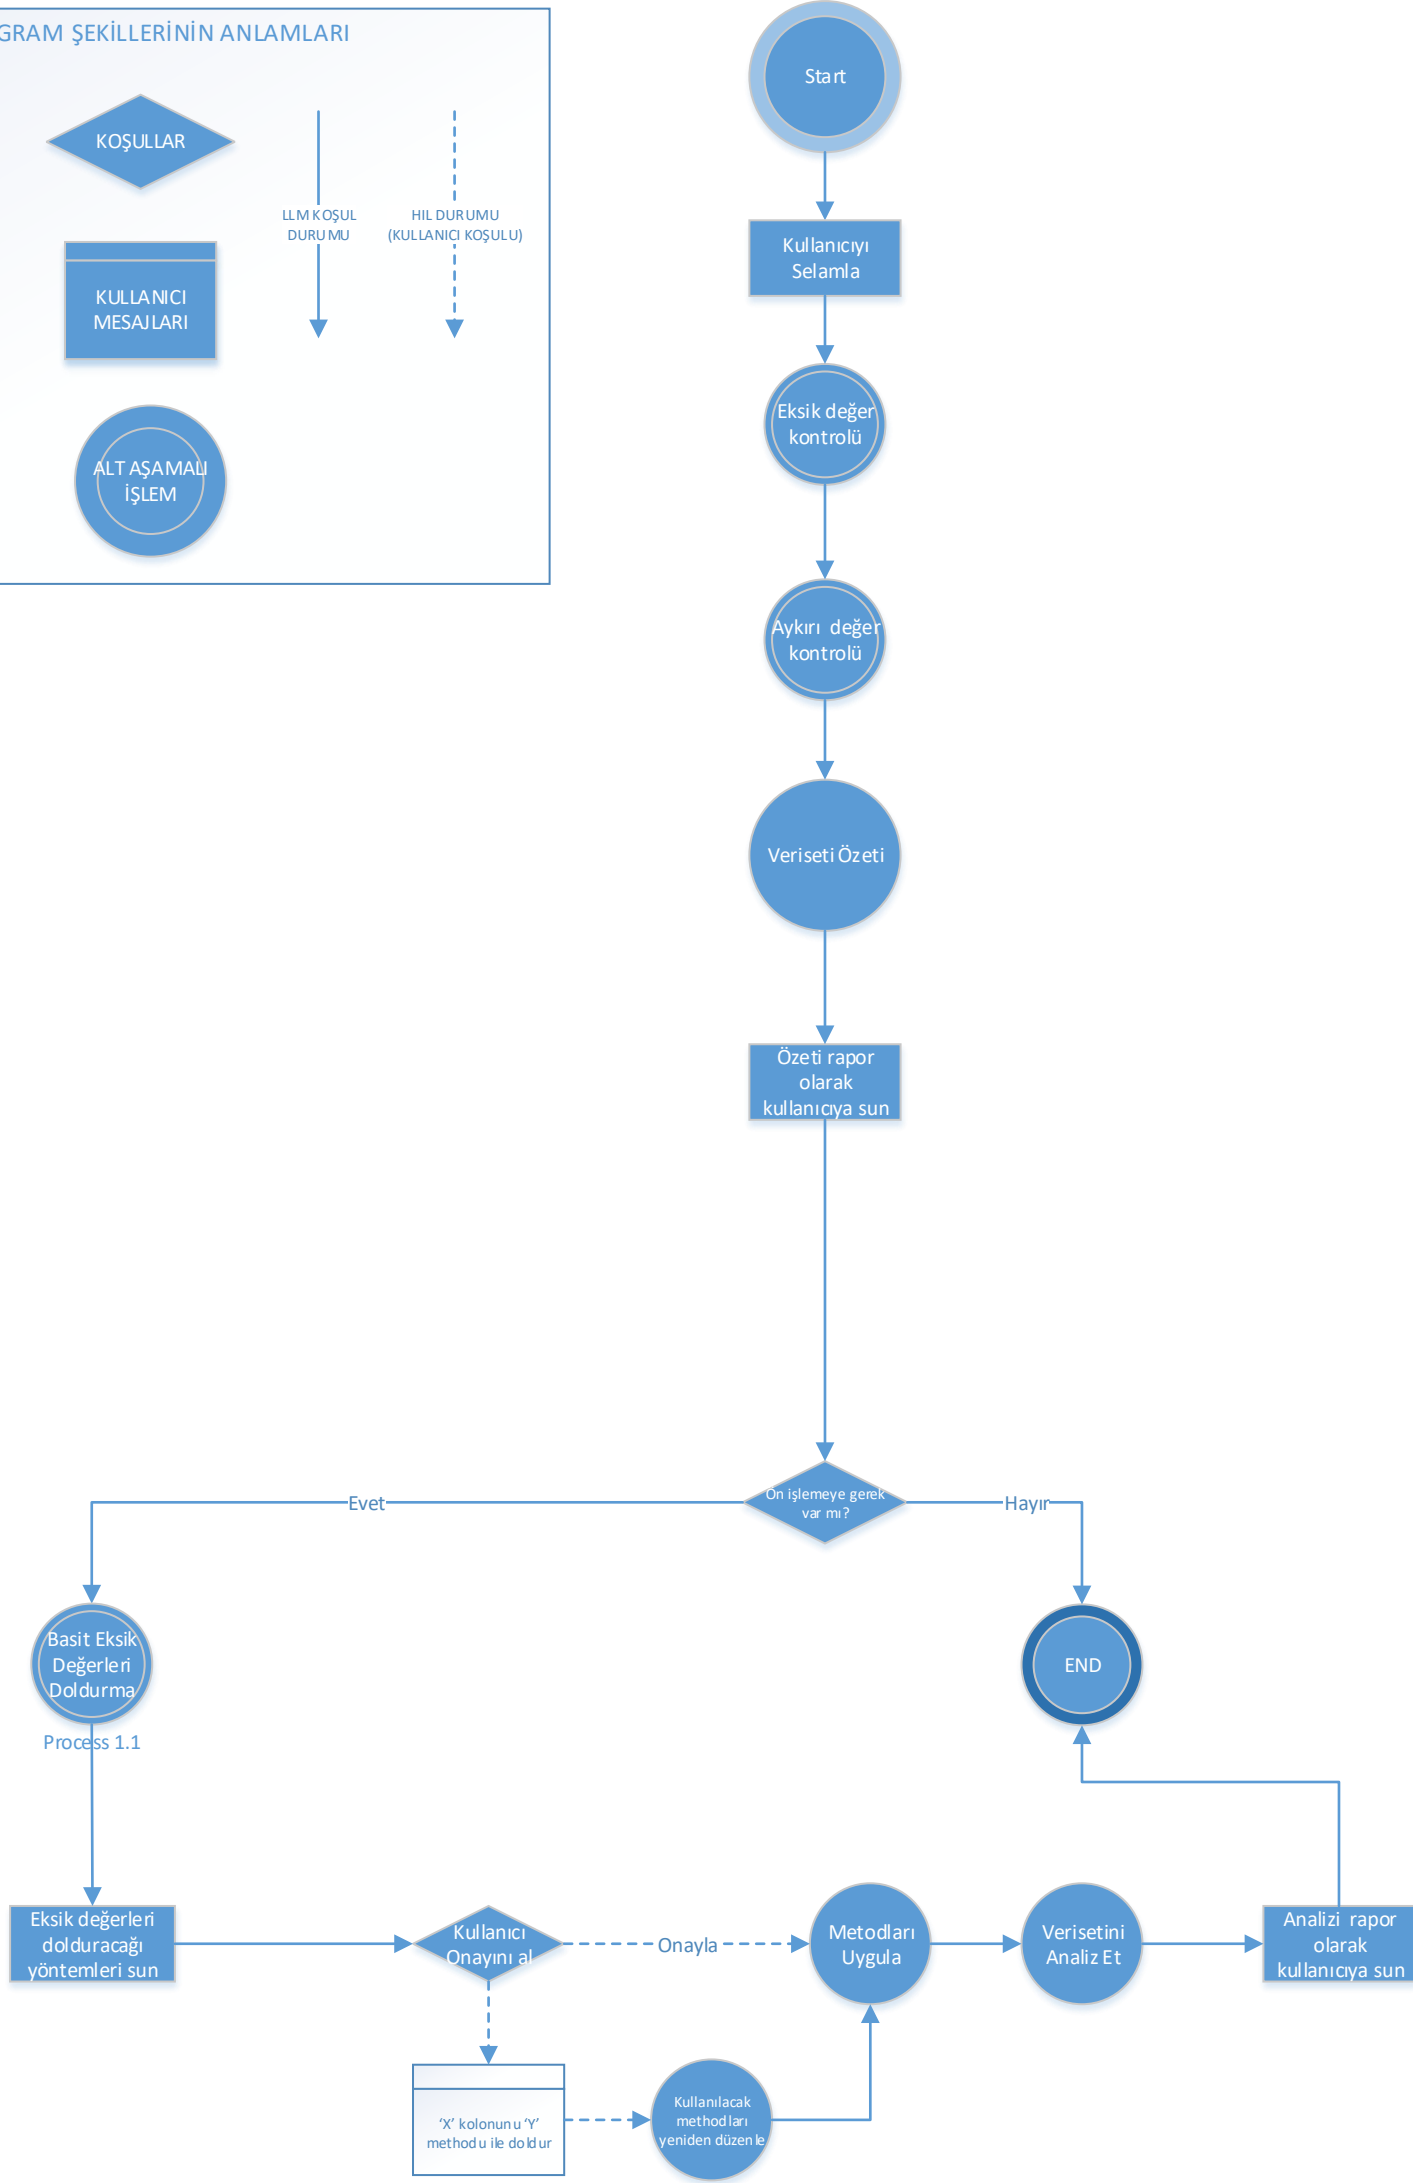 GRAM ŞEKİLLERİNİN ANLAMLARI
KOŞULLAR
LLM KOŞUL
DURUMU
HIL DURUMU
(KULLANICI KOŞULU)
KULLANICI
MESAJLARI
ALT AŞAMALI
İŞLEM
Start
Kullanıcıyı
Selamla
Eksik değer
kontrolü
Aykırı değer
kontrolü
Veriseti Özeti
Özeti rapor
olarak
kullanıcıya sun
Ön işlemeye gerek
var mı?
Evet
Hayır
Basit Eksik
Değerleri
Doldurma
Process 1.1
END
Eksik değerleri
dolduracağı
yöntemleri sun
Kullanıcı
Onayını al
Onayla
Metodları
Uygula
Verisetini
Analiz Et
Analizi rapor
olarak
kullanıcıya sun
‘X’ kolonunu ‘Y’
methodu ile doldur
Kullanılacak
methodları
yeniden düzenle